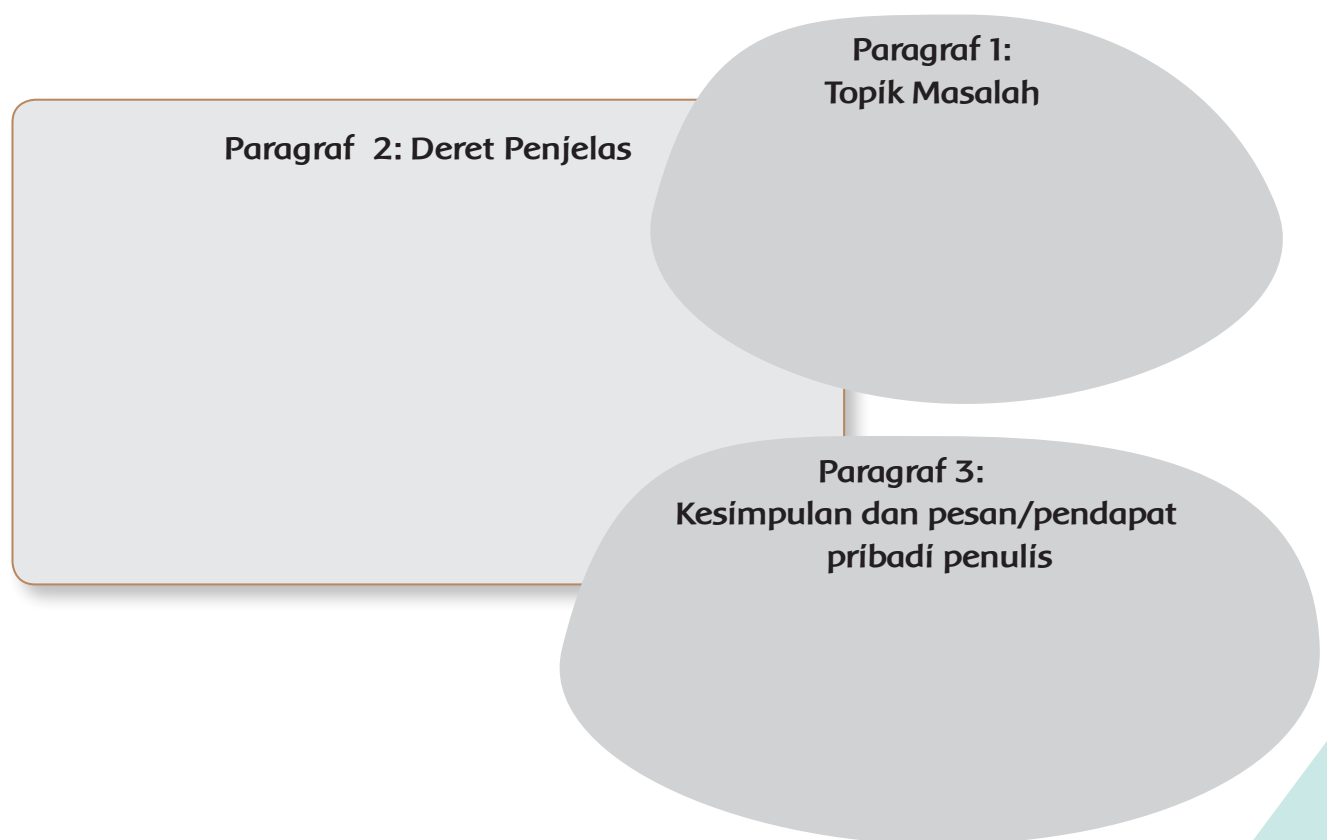 Paragraf 1:
Topik Masalah
Paragraf 2: Deret Penjelas
Paragraf 3:
Kesimpulan dan pesan/pendapat
pribadi penulis